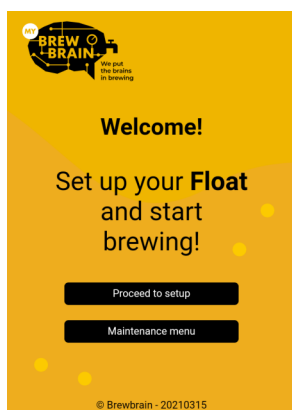 MY
BREW
BRAIN
We put
the brains
in brewing
Welcome!
Set up your Float
and start
brewing!
Proceed to setup
Maintenance menu
© Brewbrain - 20210315